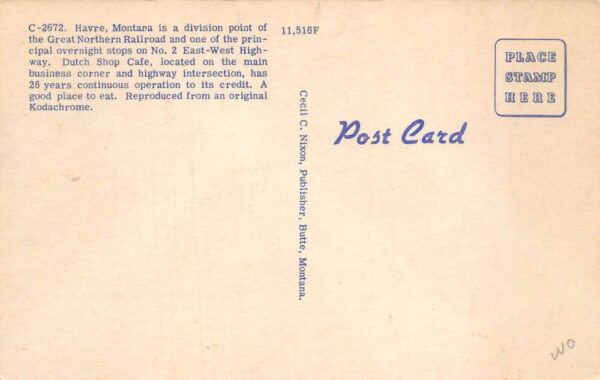 C-2672. Havre, Montana is a division point of
the Great Northern Railroad and one of the prin-
cipal overnight stops on No. 2 East-West High-
way. Dutch Shop Cafe, located on the main
business corner and highway intersection, has
26 years continuous operation to its credit. A
good place to eat. Reproduced from an original
Kodachrome.
11,516F
Cecil C. Nixon, Publisher, Butte, Montana.
Post Card
PLACE
STAMP
HERE
WO